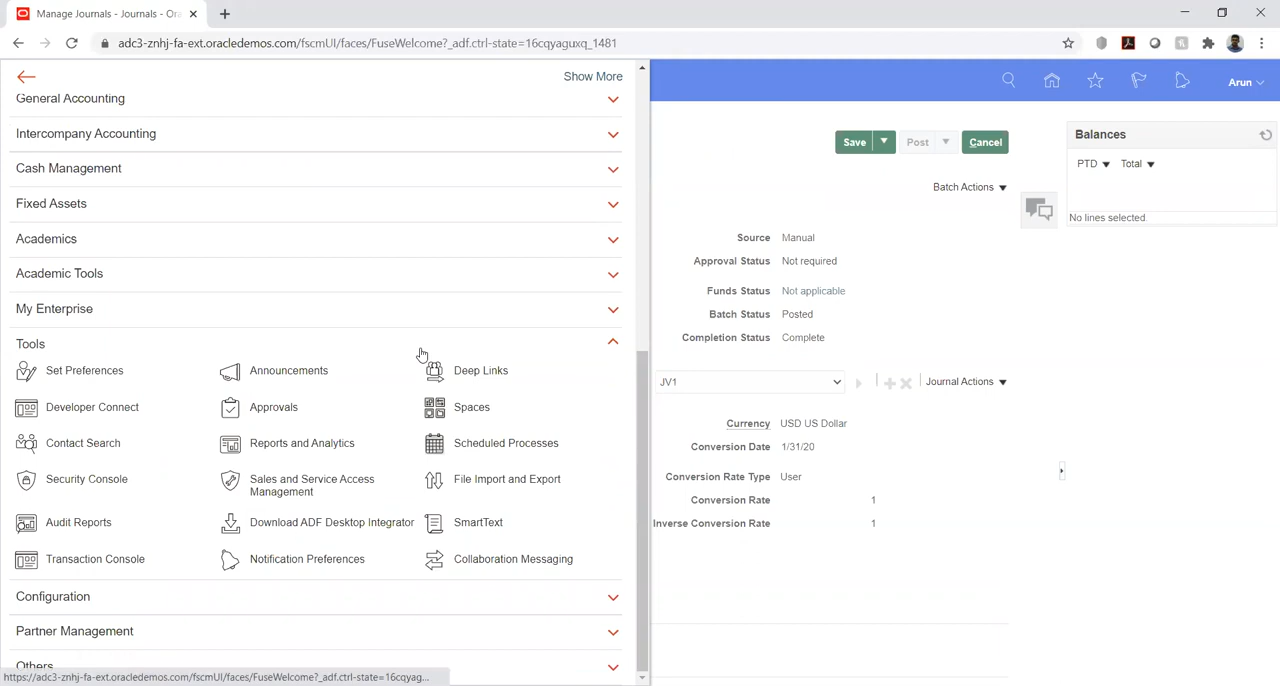 Manage Journals - Journals - Ora
adc3-znhj-fa-ext.oracledemos.com/fscmUI/faces/FuseWelcome?_adf.ctrl-state=16cqyaguxq_1481
Show More
General Accounting
Intercompany Accounting
Cash Management
Fixed Assets
Academics
Academic Tools
My Enterprise
Tools
Set Preferences
Announcements
Deep Links
Developer Connect
Approvals
Spaces
Contact Search
Reports and Analytics
Scheduled Processes
Security Console
Sales and Service Access
Management
File Import and Export
Audit Reports
Download ADF Desktop Integrator
SmartText
Transaction Console
Notification Preferences
Collaboration Messaging
Configuration
Partner Management
Others
https://adc3-znhj-fa-ext.oracledemos.com/fscmUI/faces/FuseWelcome?_adf.ctrl-state=16cqyag...
Arun
Save
Post
Cancel
Batch Actions
Source Manual
Approval Status Not required
Funds Status Not applicable
Batch Status Posted
Completion Status Complete
JV1
Journal Actions
Currency USD US Dollar
Conversion Date 1/31/20
Conversion Rate Type User
Conversion Rate 1
Inverse Conversion Rate 1
Balances
PTD Total
No lines selected.